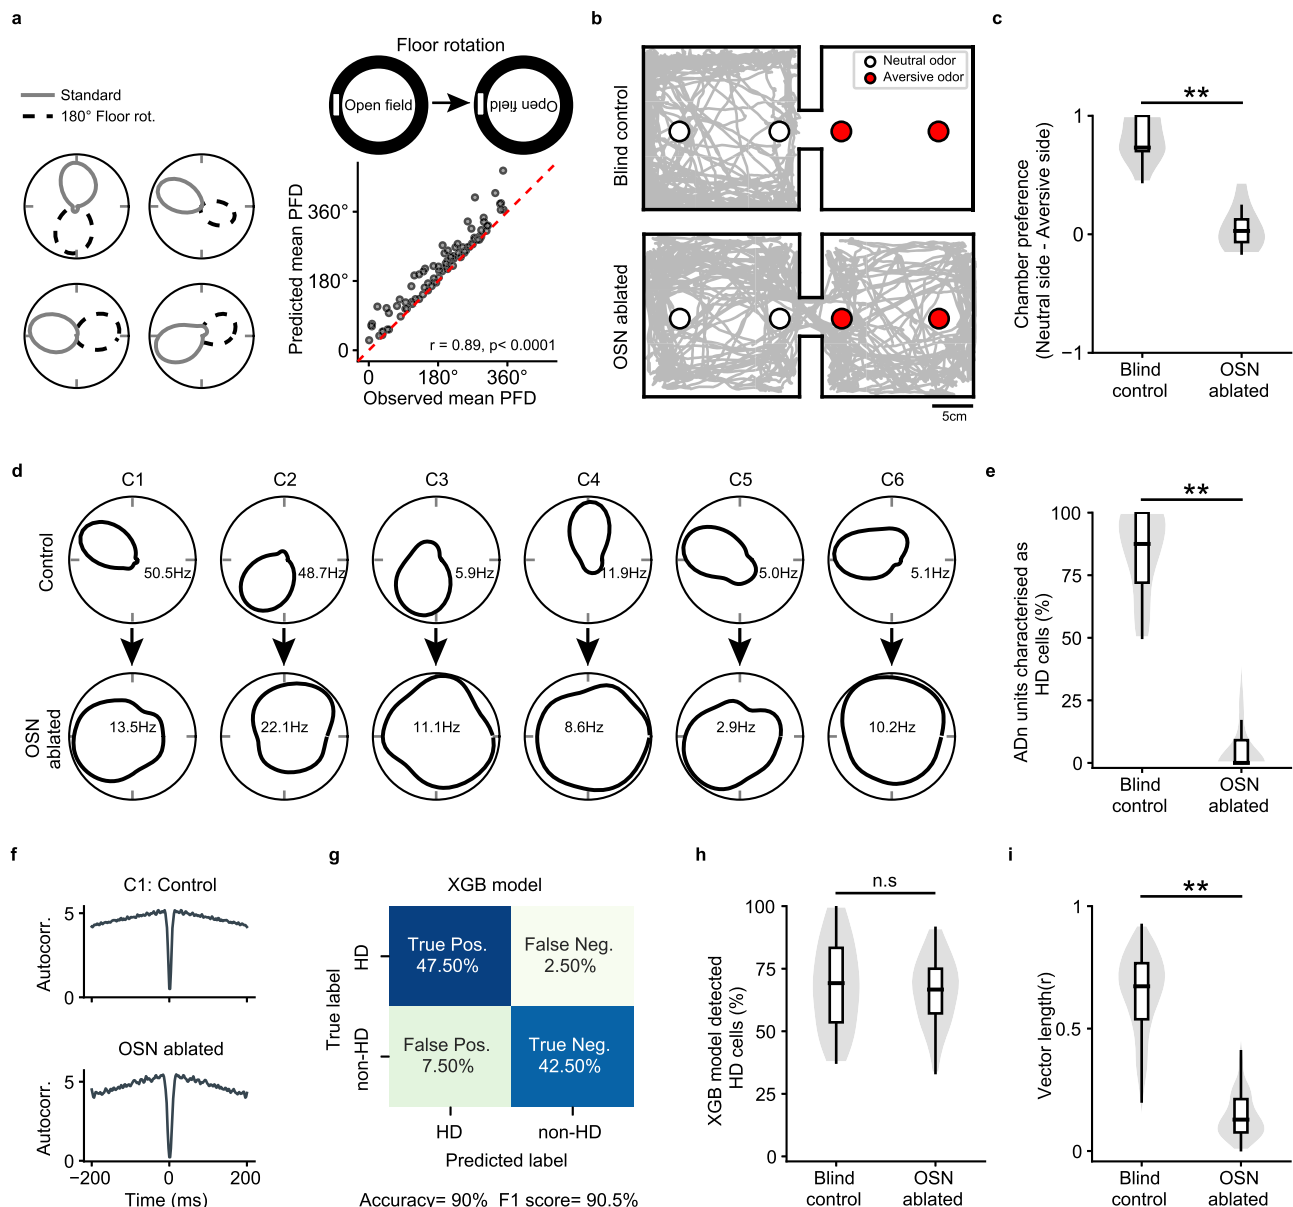 a
Floor rotation
Open field
Open field
Standard
180° Floor rot.
Predicted mean PFD
360°
180°
0
r = 0.89, p< 0.0001
0
180°
360°
Observed mean PFD
b
Neutral odor
Aversive odor
Blind control
OSN ablated
5cm
c
**
Chamber preference
(Neutral side - Aversive side)
1
0
−1
Blind
control
OSN
ablated
d
C1
C2
C3
C4
C5
C6
Control
50.5Hz
48.7Hz
5.9Hz
11.9Hz
5.0Hz
5.1Hz
OSN
ablated
13.5Hz
22.1Hz
11.1Hz
8.6Hz
2.9Hz
10.2Hz
e
**
ADn units characterised as
HD cells (%)
100
75
50
25
0
Blind
control
OSN
ablated
f
C1: Control
Autocorr.
5
0
OSN ablated
Autocorr.
5
0
−200
0
200
Time (ms)
g
XGB model
True label
HD
non-HD
True Pos.
47.50%
False Neg.
2.50%
False Pos.
7.50%
True Neg.
42.50%
HD
non-HD
Predicted label
Accuracy= 90% F1 score= 90.5%
h
n.s
XGB model detected
HD cells (%)
100
75
50
25
0
Blind
control
OSN
ablated
i
**
Vector length(r)
1
0.5
0
Blind
control
OSN
ablated